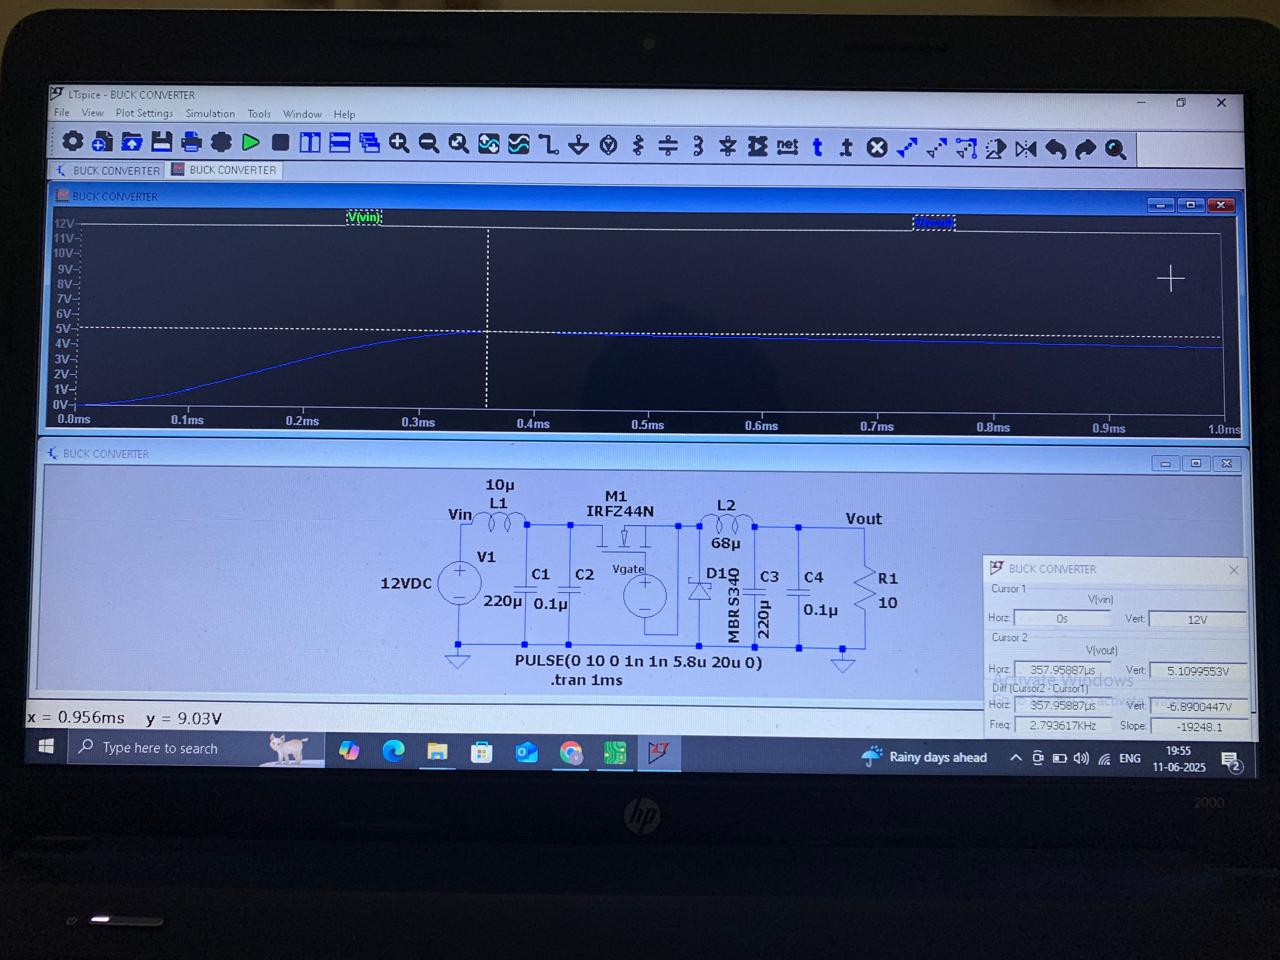 LTspice - BUCK CONVERTER
File View Plot Settings Simulation Tools Window Help
net t t
BUCK CONVERTER BUCK CONVERTER
BUCK CONVERTER
V(vin) V(vout)
12V
11V
10V
9V
8V
7V
6V
5V
4V
3V
2V
1V
0V
0.0ms 0.1ms 0.2ms 0.3ms 0.4ms 0.5ms 0.6ms 0.7ms 0.8ms 0.9ms 1.0ms
BUCK CONVERTER
10µ
L1
Vin
M1
IRFZ44N
L2
68µ
Vout
V1
12VDC
C1
220µ
C2
0.1µ
Vgate
D1
MBRS340
C3
220µ
C4
0.1µ
R1
10
PULSE(0 10 0 1n 1n 5.8u 20u 0)
.tran 1ms
BUCK CONVERTER
Cursor 1
V(vin)
Horz: 0s Vert: 12V
Cursor 2
V(vout)
Horz: 357.95887µs Vert: 5.1099553V
Activate Windows
Diff (Cursor2 - Cursor1)
Horz: 357.95887µs Vert: -6.8900447V
Freq: 2.793617KHz Slope: -19248.1
x = 0.956ms y = 9.03V
Type here to search
Rainy days ahead
ENG
19:55
11-06-2025
2
hp
2000